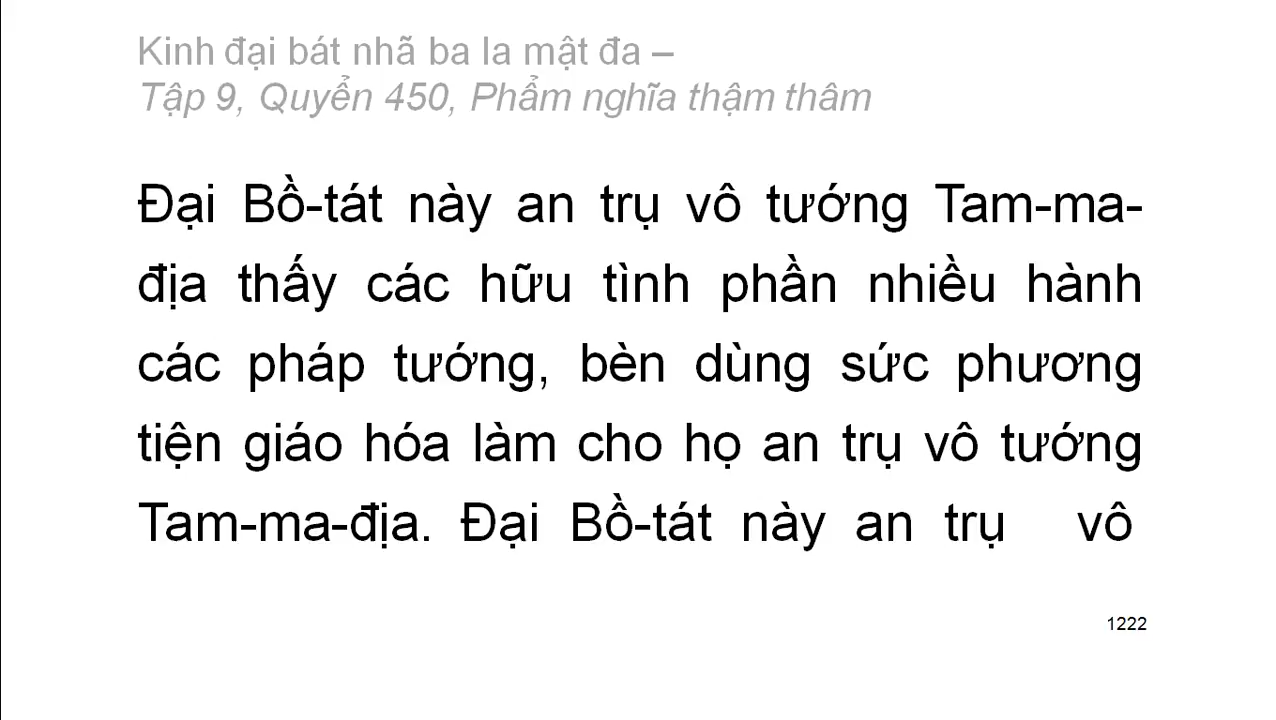 Kinh đại bát nhã ba la mật đa –
Tập 9, Quyển 450, Phẩm nghĩa thậm thâm
Đại Bồ-tát này an trụ vô tướng Tam-ma-
địa thấy các hữu tình phần nhiều hành
các pháp tướng, bèn dùng sức phương
tiện giáo hóa làm cho họ an trụ vô tướng
Tam-ma-địa. Đại Bồ-tát này an trụ vô
1222